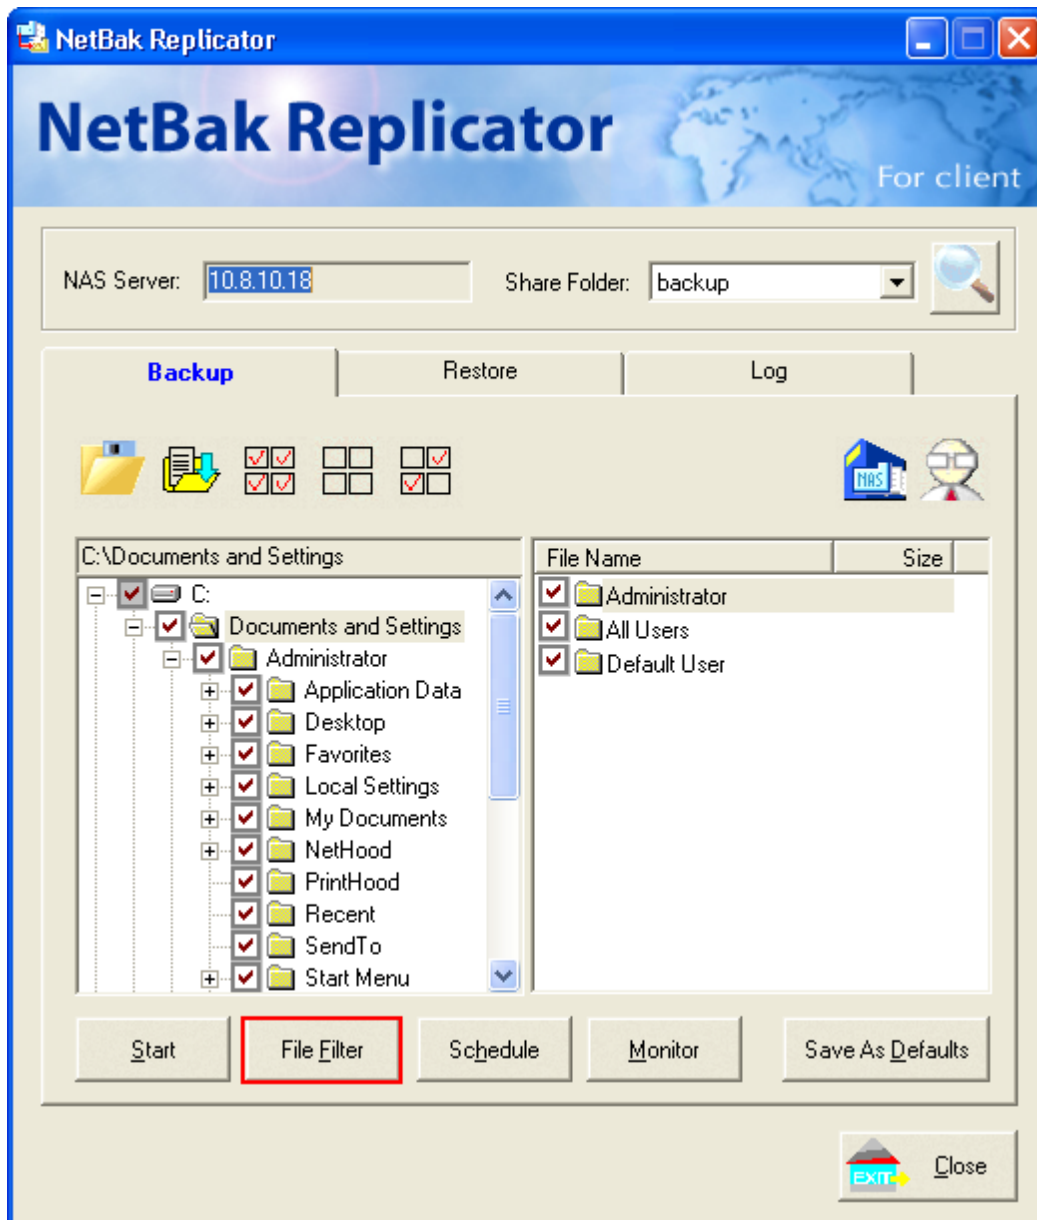 NetBak Replicator
NetBak Replicator
For client
NAS Server: 10.8.10.18 Share Folder: backup
Backup Restore Log
NAS
C:\Documents and Settings
File Name Size
C:
Documents and Settings
Administrator
Application Data
Desktop
Favorites
Local Settings
My Documents
NetHood
PrintHood
Recent
SendTo
Start Menu
Administrator
All Users
Default User
Start File Filter Schedule Monitor Save As Defaults
EXIT Close